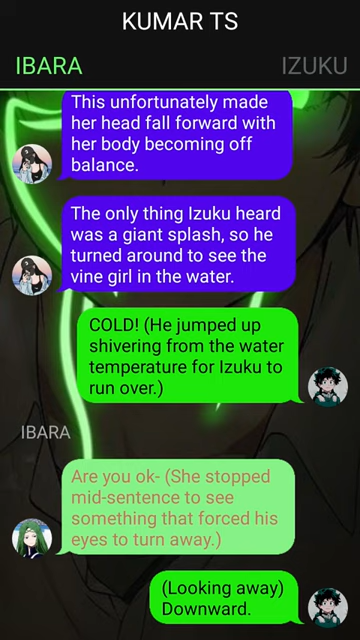 KUMAR TS
IBARA
IZUKU
This unfortunately made
her head fall forward with
her body becoming off
balance.
The only thing Izuku heard
was a giant splash, so he
turned around to see the
vine girl in the water.
COLD! (He jumped up
shivering from the water
temperature for Izuku to
run over.)
IBARA
Are you ok- (She stopped
mid-sentence to see
something that forced his
eyes to turn away.)
(Looking away)
Downward.